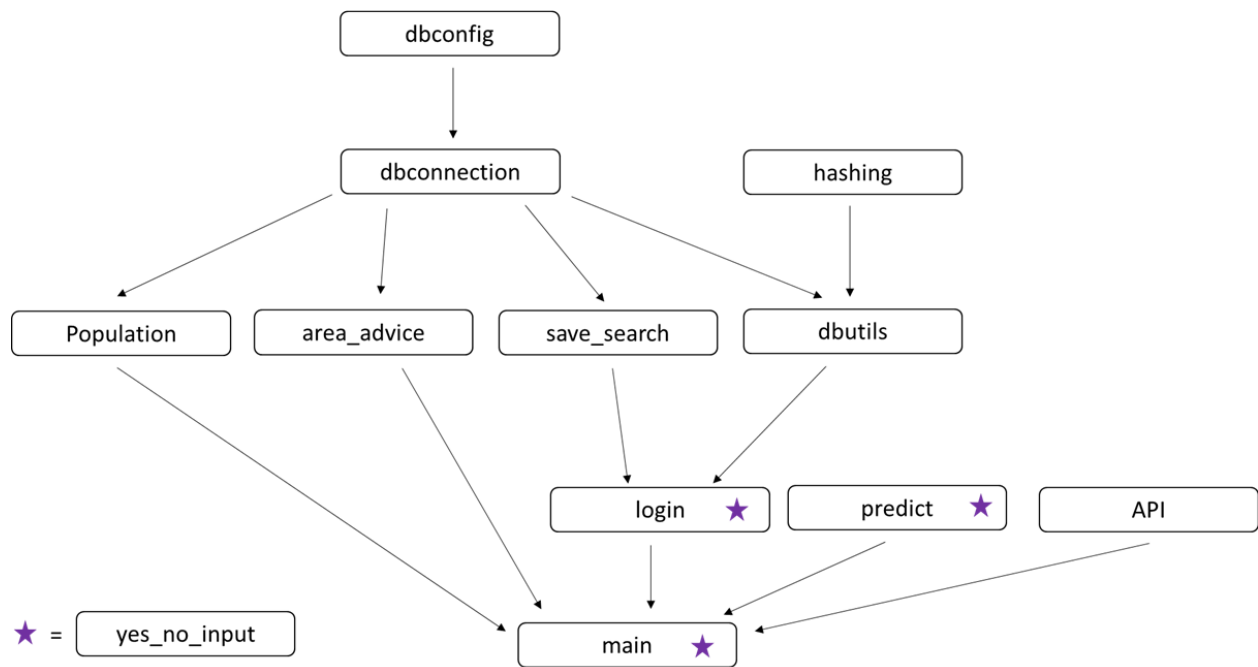 dbconfig
dbconnection
hashing
Population
area_advice
save_search
dbutils
login
predict
API
= yes_no_input
main